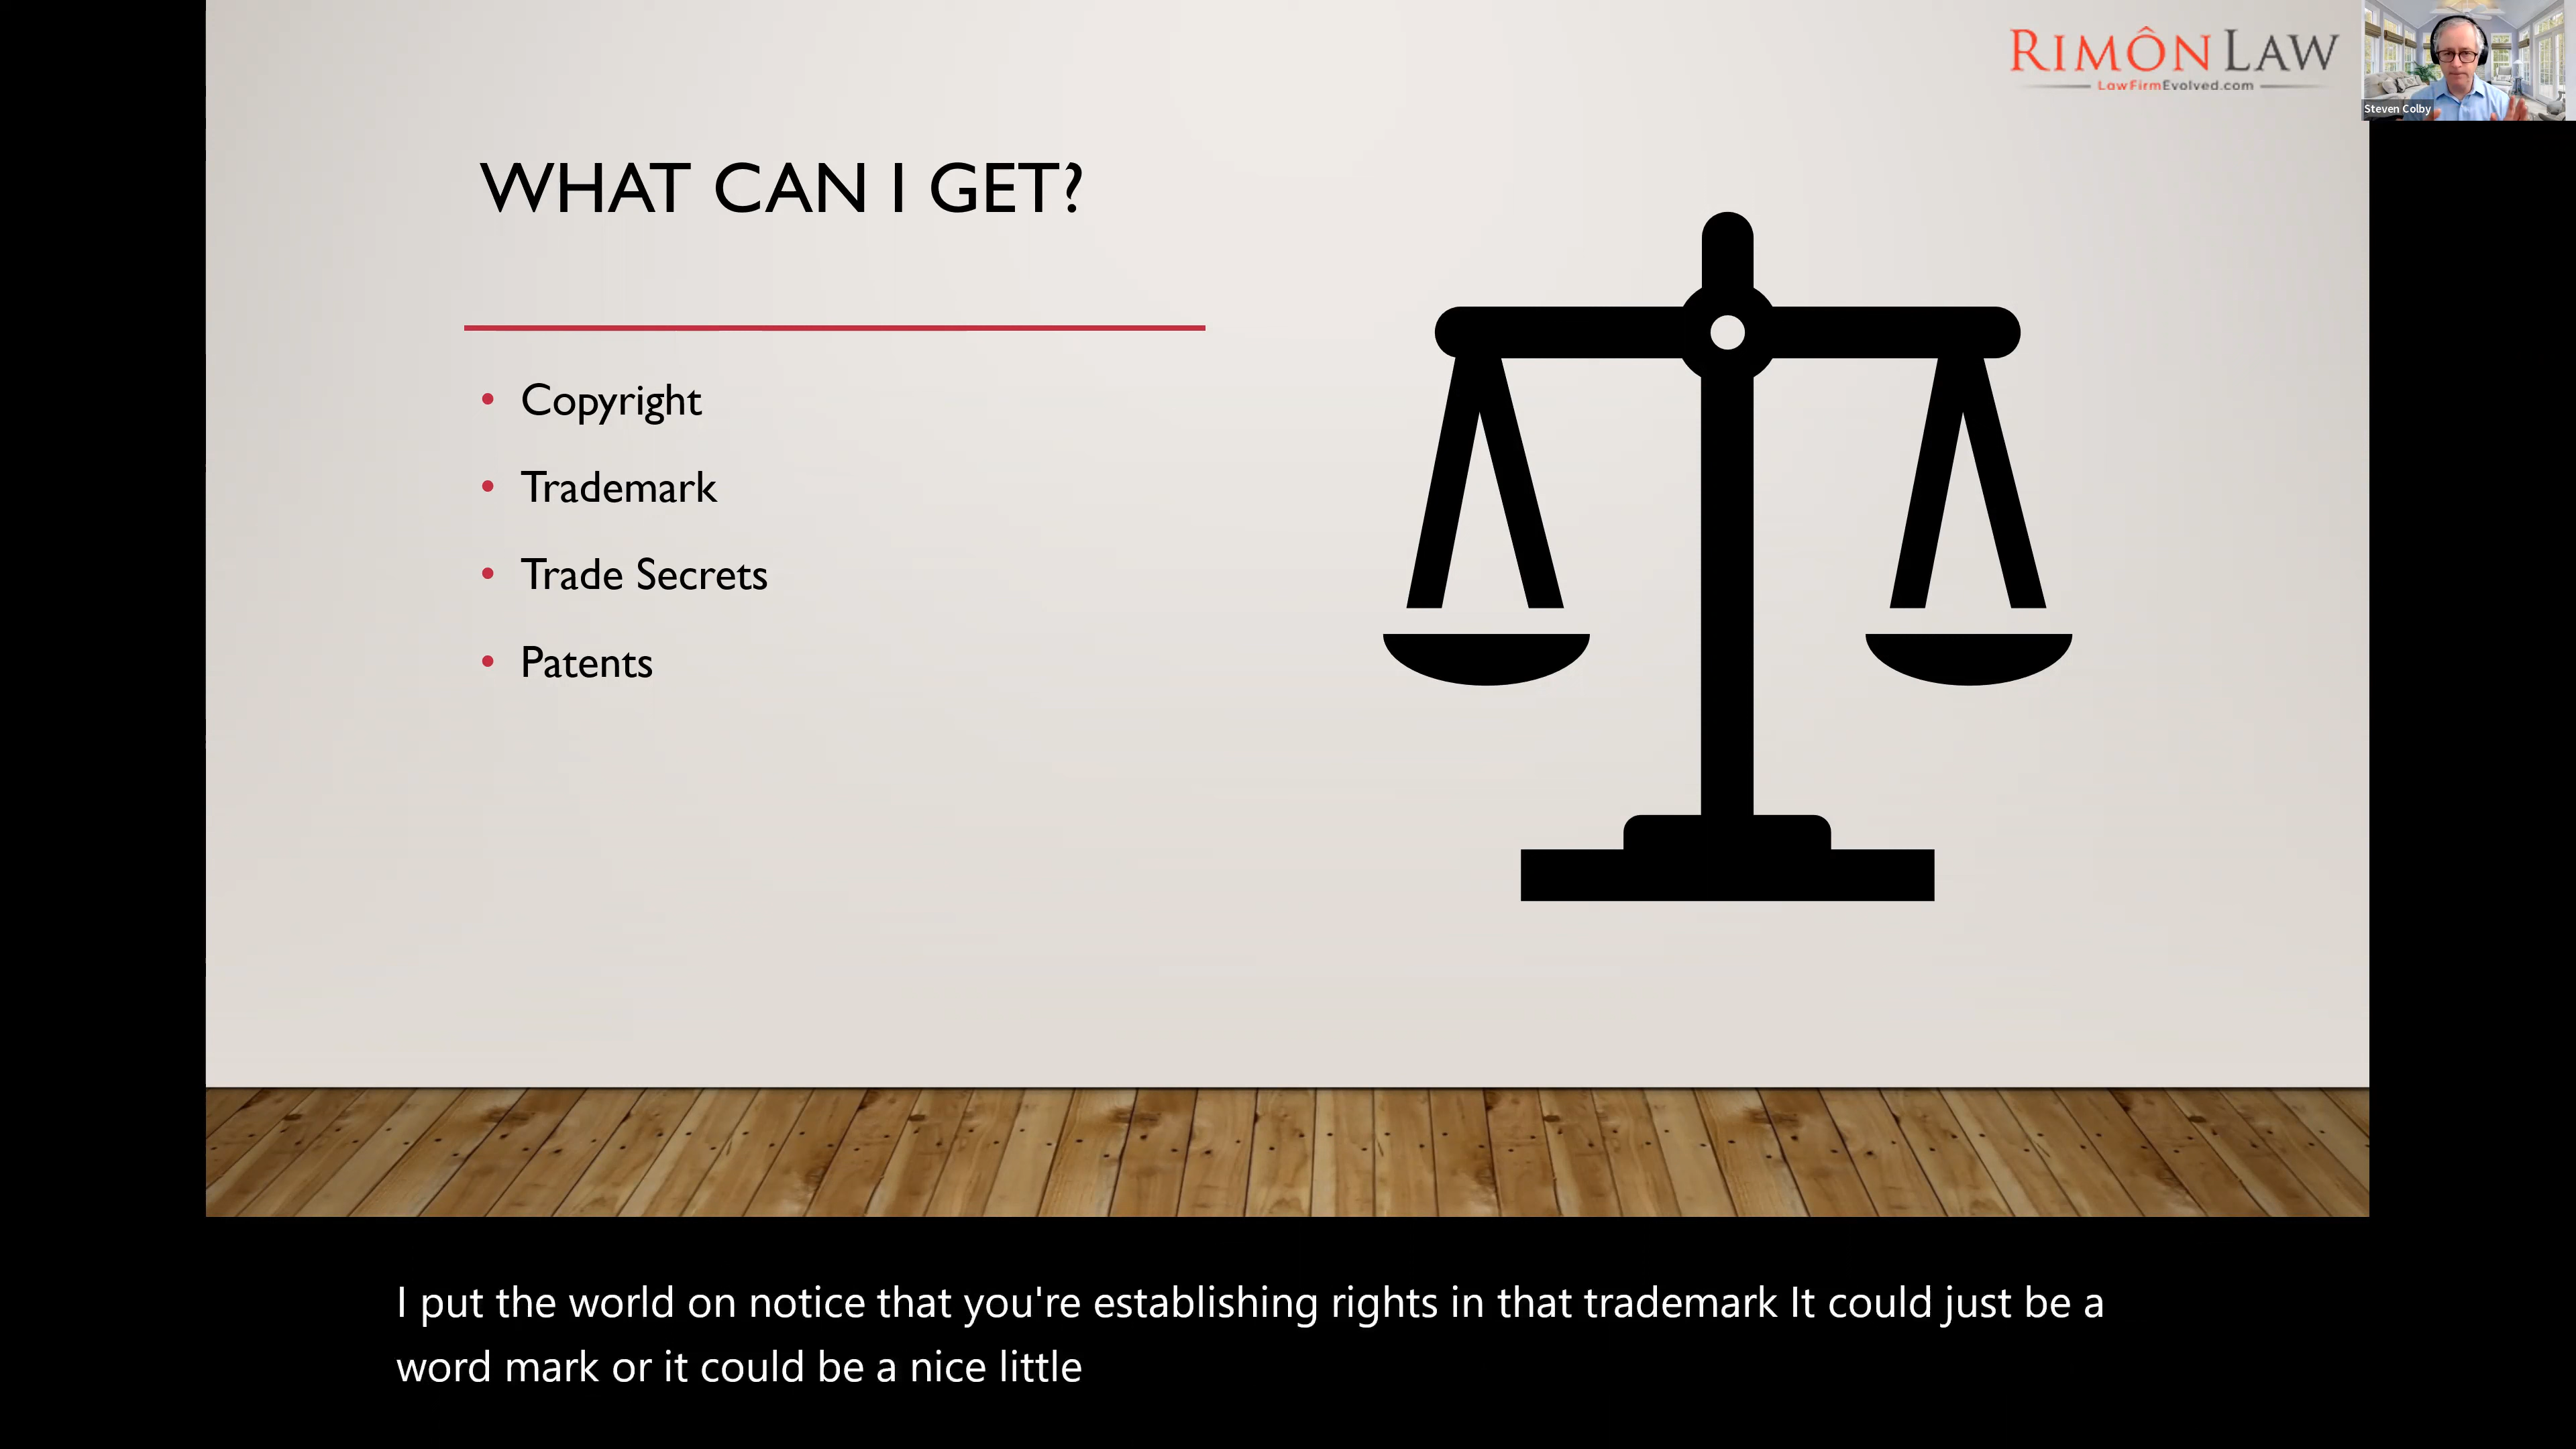 RIMÔN LAW
LawFirmEvolved.com
Steven Colby
WHAT CAN I GET?
• Copyright
• Trademark
• Trade Secrets
• Patents
I put the world on notice that you're establishing rights in that trademark It could just be a
word mark or it could be a nice little